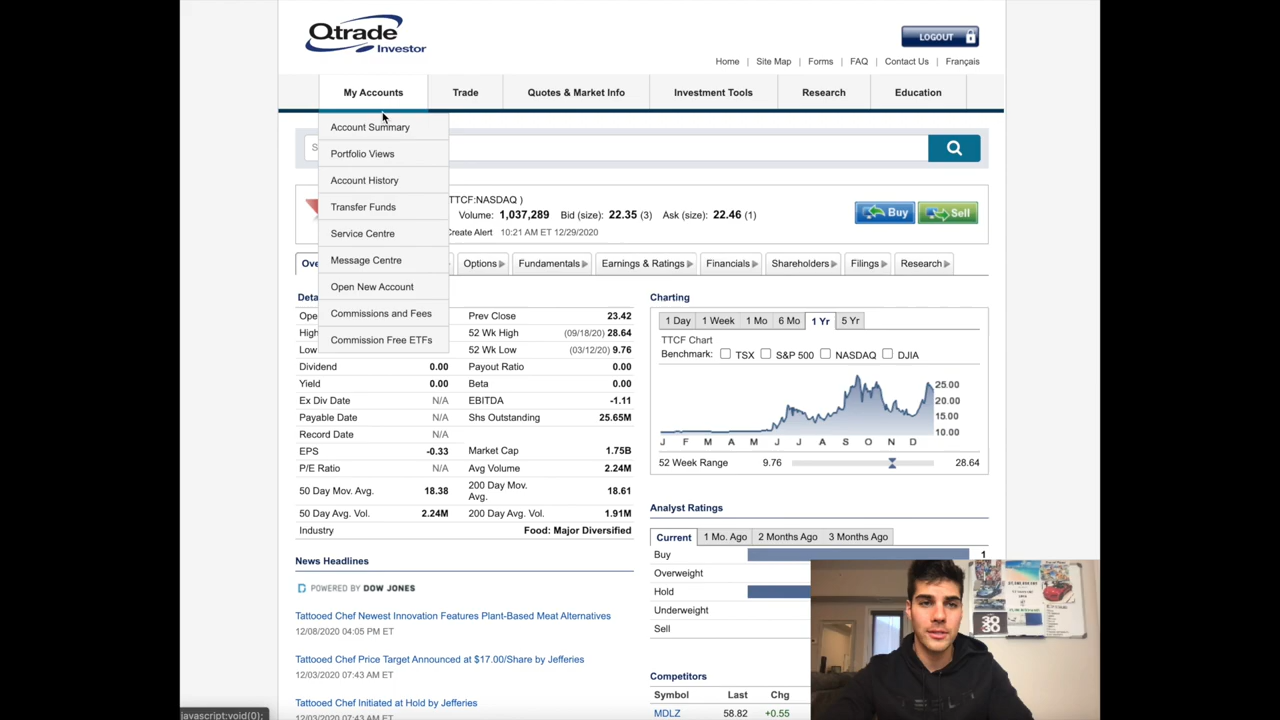 Qtrade
Investor
LOGOUT
Home | Site Map | Forms | FAQ | Contact Us | Français
My Accounts
Trade
Quotes & Market Info
Investment Tools
Research
Education
Account Summary
Portfolio Views
Account History
Transfer Funds
Service Centre
Message Centre
Open New Account
Commissions and Fees
Commission Free ETFs
S
TTCF:NASDAQ )
Volume: 1,037,289 Bid (size): 22.35 (3) Ask (size): 22.46 (1)
Create Alert 10:21 AM ET 12/29/2020
Buy
Sell
Ove
Options
Fundamentals
Earnings & Ratings
Financials
Shareholders
Filings
Research
Deta
Ope
Prev Close 23.42
High
52 Wk High (09/18/20) 28.64
Low
52 Wk Low (03/12/20) 9.76
Dividend 0.00 Payout Ratio 0.00
Yield 0.00 Beta 0.00
Ex Div Date N/A EBITDA -1.11
Payable Date N/A Shs Outstanding 25.65M
Record Date N/A
EPS -0.33 Market Cap 1.75B
P/E Ratio N/A Avg Volume 2.24M
50 Day Mov. Avg. 18.38 200 Day Mov. Avg. 18.61
50 Day Avg. Vol. 2.24M 200 Day Avg. Vol. 1.91M
Industry Food: Major Diversified
News Headlines
POWERED BY DOW JONES
Tattooed Chef Newest Innovation Features Plant-Based Meat Alternatives
12/08/2020 04:05 PM ET
Tattooed Chef Price Target Announced at $17.00/Share by Jefferies
12/03/2020 07:43 AM ET
Tattooed Chef Initiated at Hold by Jefferies
12/03/2020 07:43 AM ET
Charting
1 Day 1 Week 1 Mo 6 Mo 1 Yr 5 Yr
TTCF Chart
Benchmark: TSX S&P 500 NASDAQ DJIA
25.00
20.00
15.00
10.00
J F M A M J J A S O N D
52 Week Range 9.76 28.64
Analyst Ratings
Current 1 Mo. Ago 2 Months Ago 3 Months Ago
Buy 1
Overweight
Hold
Underweight
Sell
Competitors
Symbol Last Chg
MDLZ 58.82 +0.55
javascript:void(0);